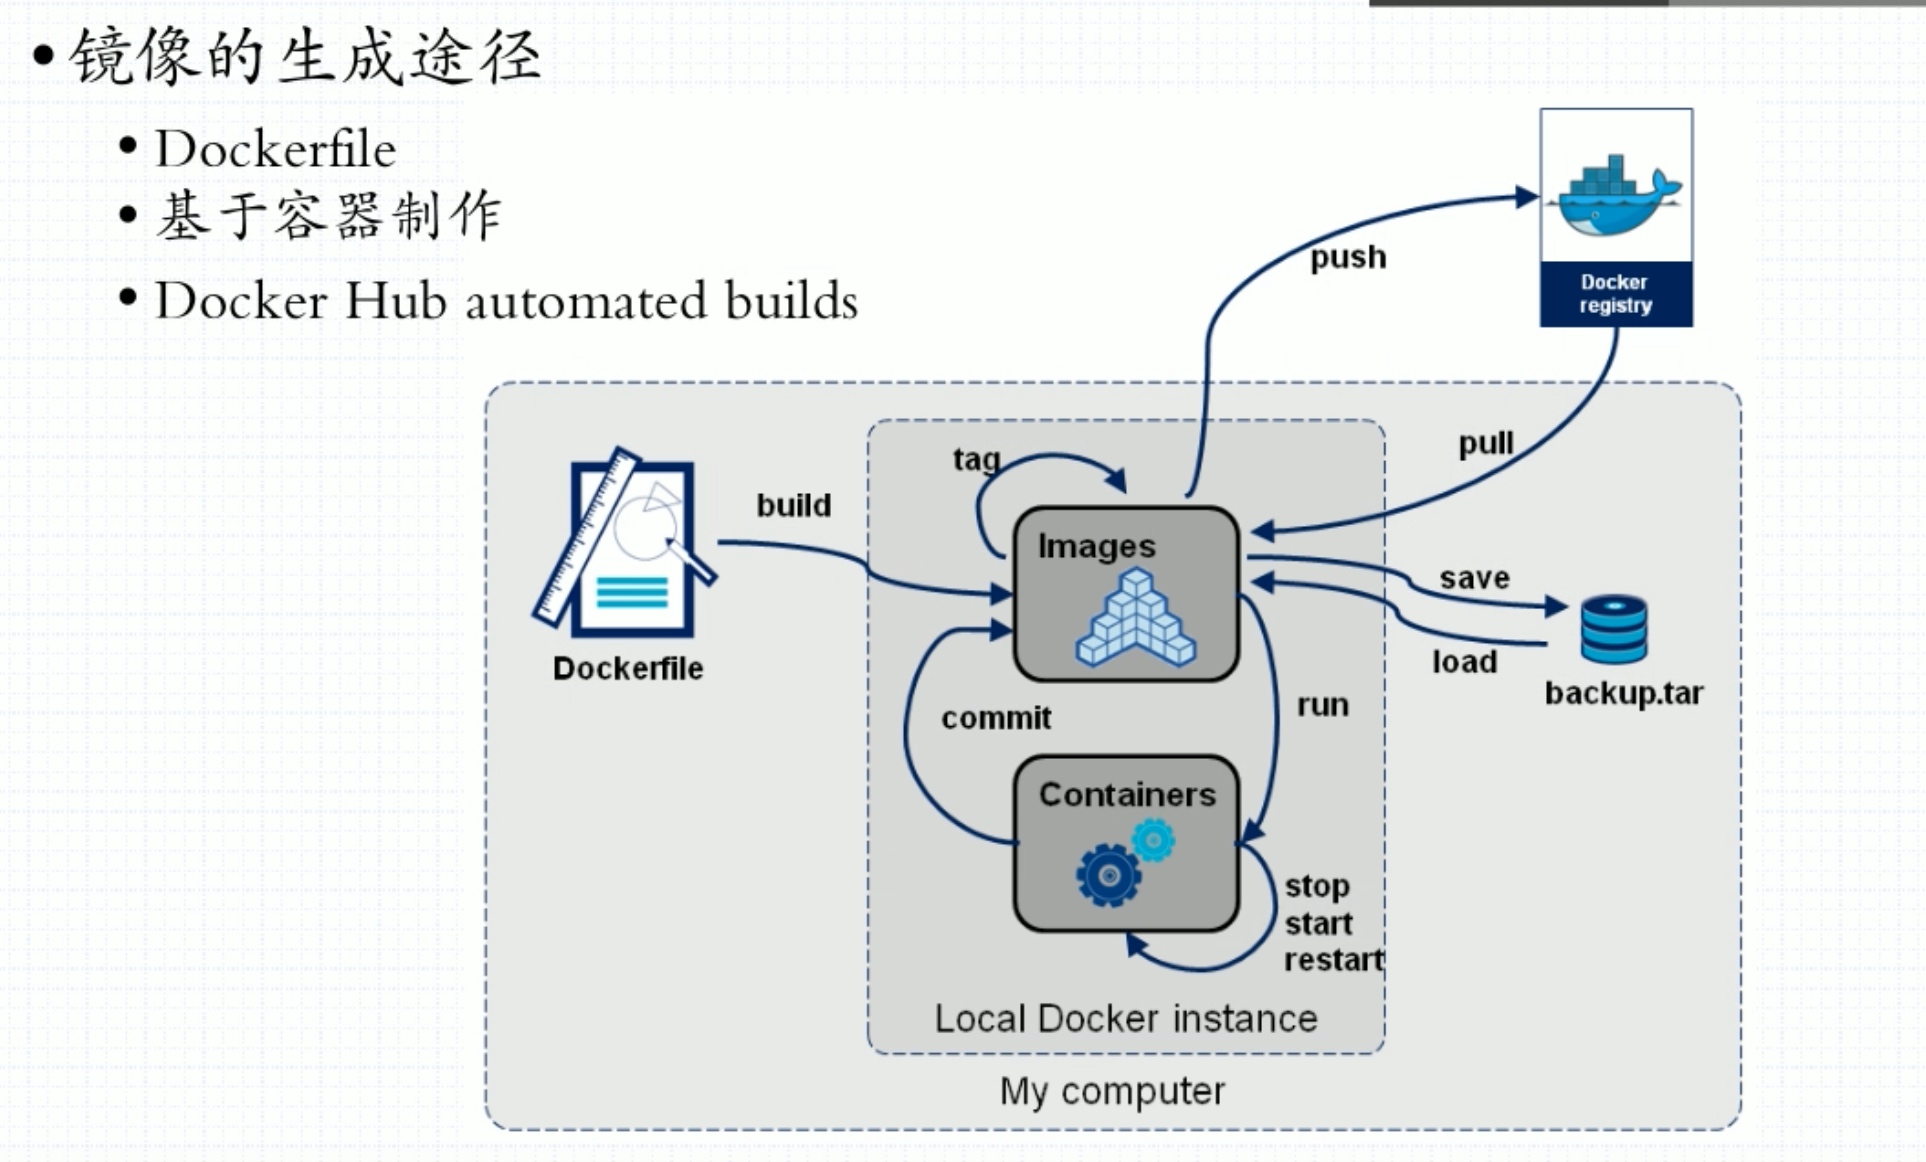 • 镜像的生成途径
• Dockerfile
• 基于容器制作
• Docker Hub automated builds
push
Docker
registry
pull
tag
build
Images
save
load
backup.tar
Dockerfile
commit
run
Containers
stop
start
restart
Local Docker instance
My computer